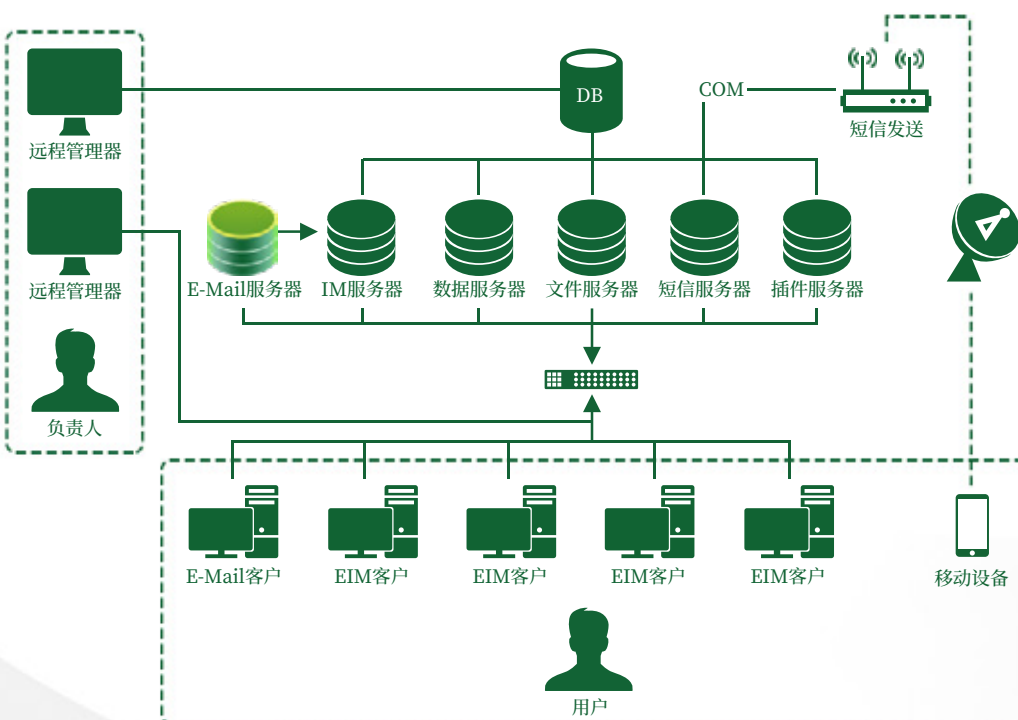 DB
COM
短信发送
远程管理器
远程管理器
E-Mail服务器
IM服务器
数据服务器
文件服务器
短信服务器
插件服务器
负责人
E-Mail客户
EIM客户
EIM客户
EIM客户
EIM客户
移动设备
用户